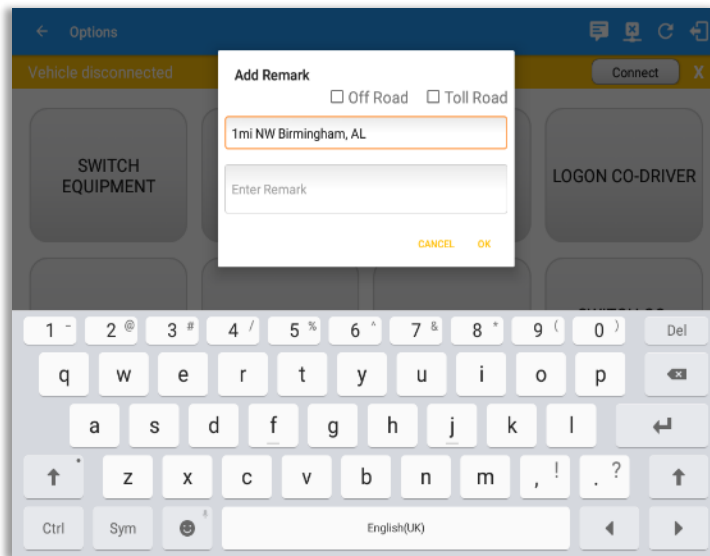 Options
Vehicle disconnected
Connect X
Add Remark
Off Road Toll Road
1mi NW Birmingham, AL
Enter Remark
CANCEL OK
SWITCH
EQUIPMENT
LOGON CO-DRIVER
1 - 2 @ 3 # 4 / 5 % 6 ^ 7 & 8 * 9 ( 0 ) Del
q w e r t y u i o p
a s d f g h j k l
z x c v b n m , ! . ?
Ctrl Sym English(UK)